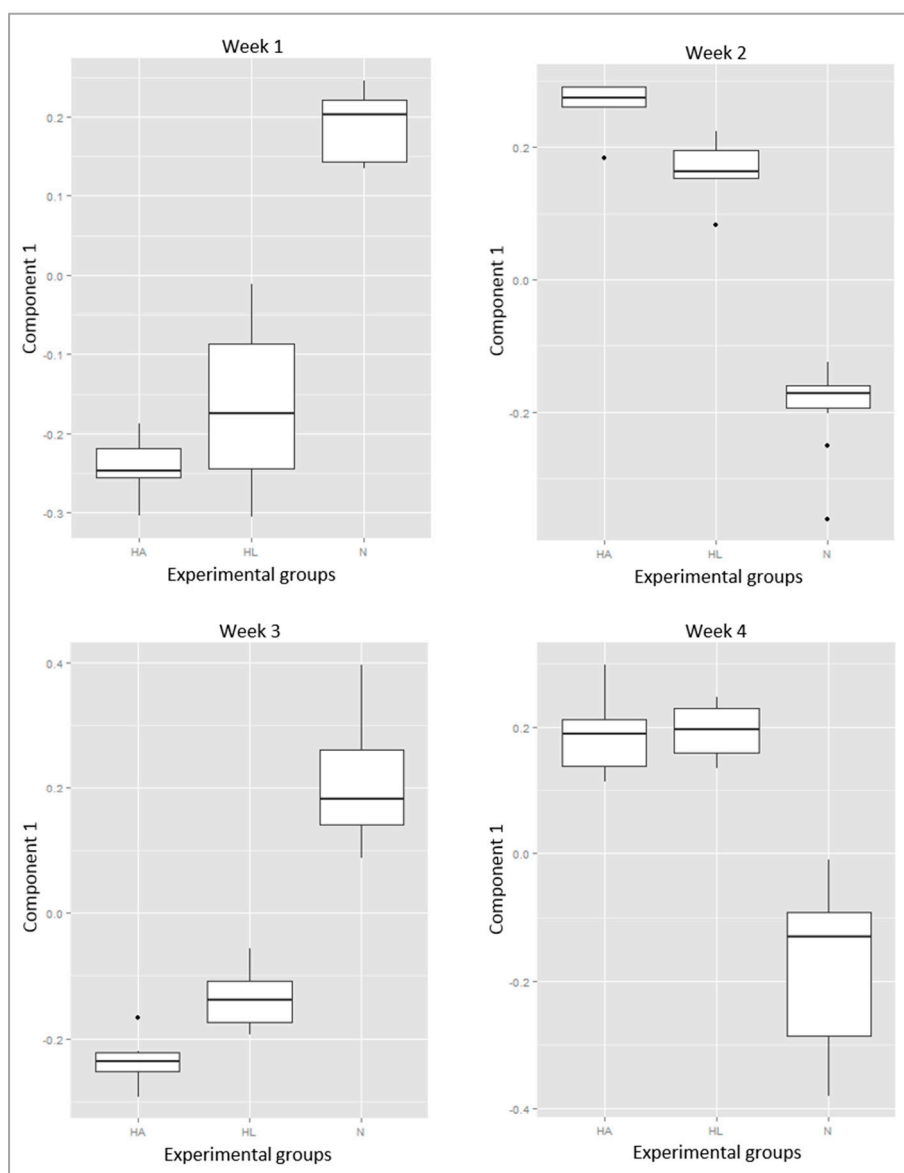 Week 1
Component 1
0.2
0.1
0.0
-0.1
-0.2
-0.3
HA HL N
Experimental groups
Week 2
Component 1
0.2
0.0
-0.2
HA HL N
Experimental groups
Week 3
Component 1
0.4
0.2
0.0
-0.2
HA HL N
Experimental groups
Week 4
Component 1
0.2
0.0
-0.2
-0.4
HA HL N
Experimental groups